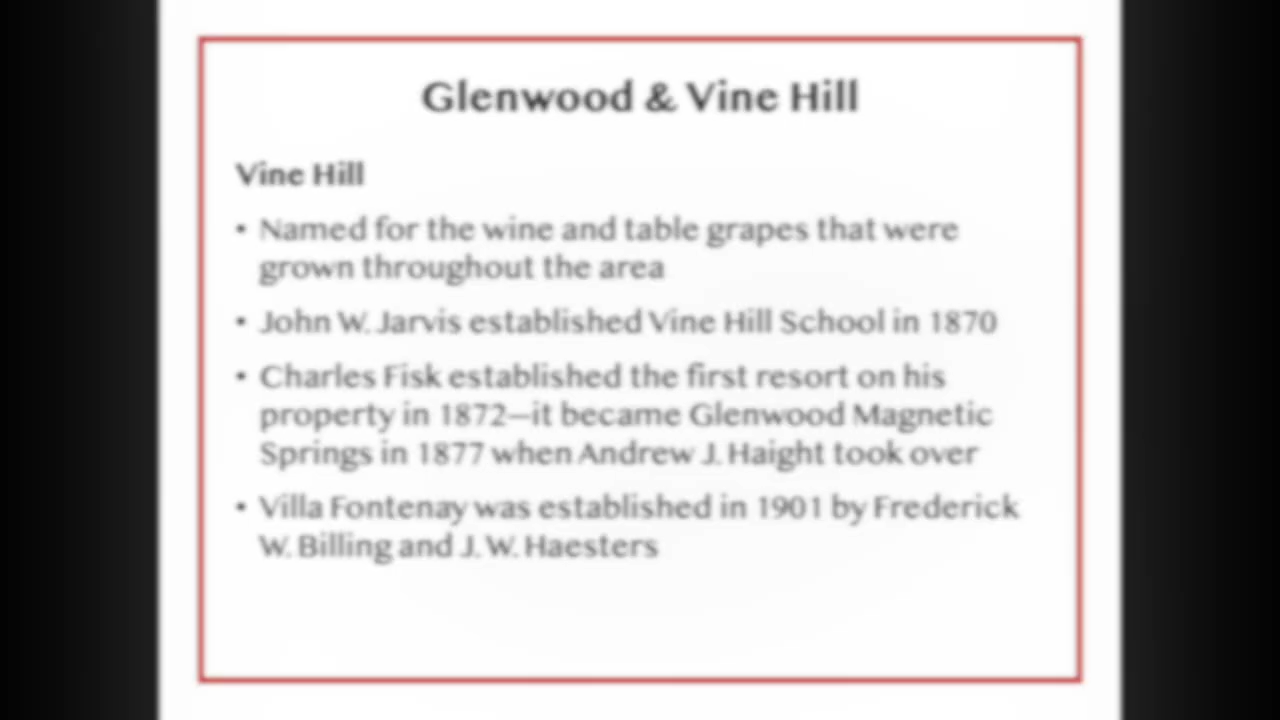 Glenwood & Vine Hill
Vine Hill
• Named for the wine and table grapes that were
grown throughout the area
• John W. Jarvis established Vine Hill School in 1870
• Charles Fisk established the first resort on his
property in 1872—it became Glenwood Magnetic
Springs in 1877 when Andrew J. Haight took over
• Villa Fontenay was established in 1901 by Frederick
W. Billing and J. W. Haesters